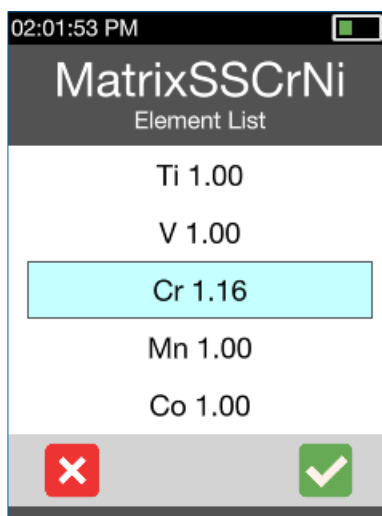 02:01:53 PM
MatrixSSCrNi
Element List
Ti 1.00
V 1.00
Cr 1.16
Mn 1.00
Co 1.00